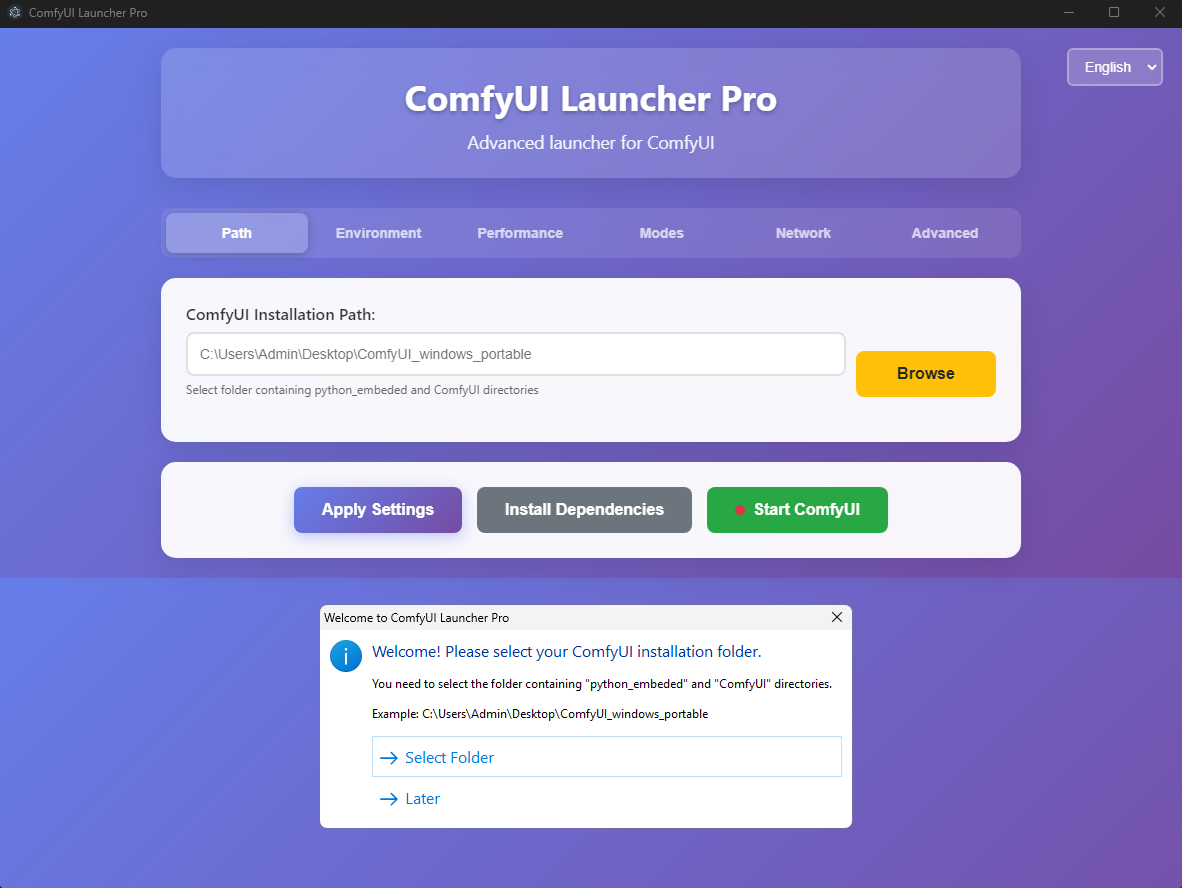 ComfyUI Launcher Pro
English
ComfyUI Launcher Pro
Advanced launcher for ComfyUI
Path
Environment
Performance
Modes
Network
Advanced
ComfyUI Installation Path:
C:\Users\Admin\Desktop\ComfyUI_windows_portable
Select folder containing python_embeded and ComfyUI directories
Browse
Apply Settings
Install Dependencies
Start ComfyUI
Welcome to ComfyUI Launcher Pro
Welcome! Please select your ComfyUI installation folder.
You need to select the folder containing "python_embeded" and "ComfyUI" directories.
Example: C:\Users\Admin\Desktop\ComfyUI_windows_portable
Select Folder
Later